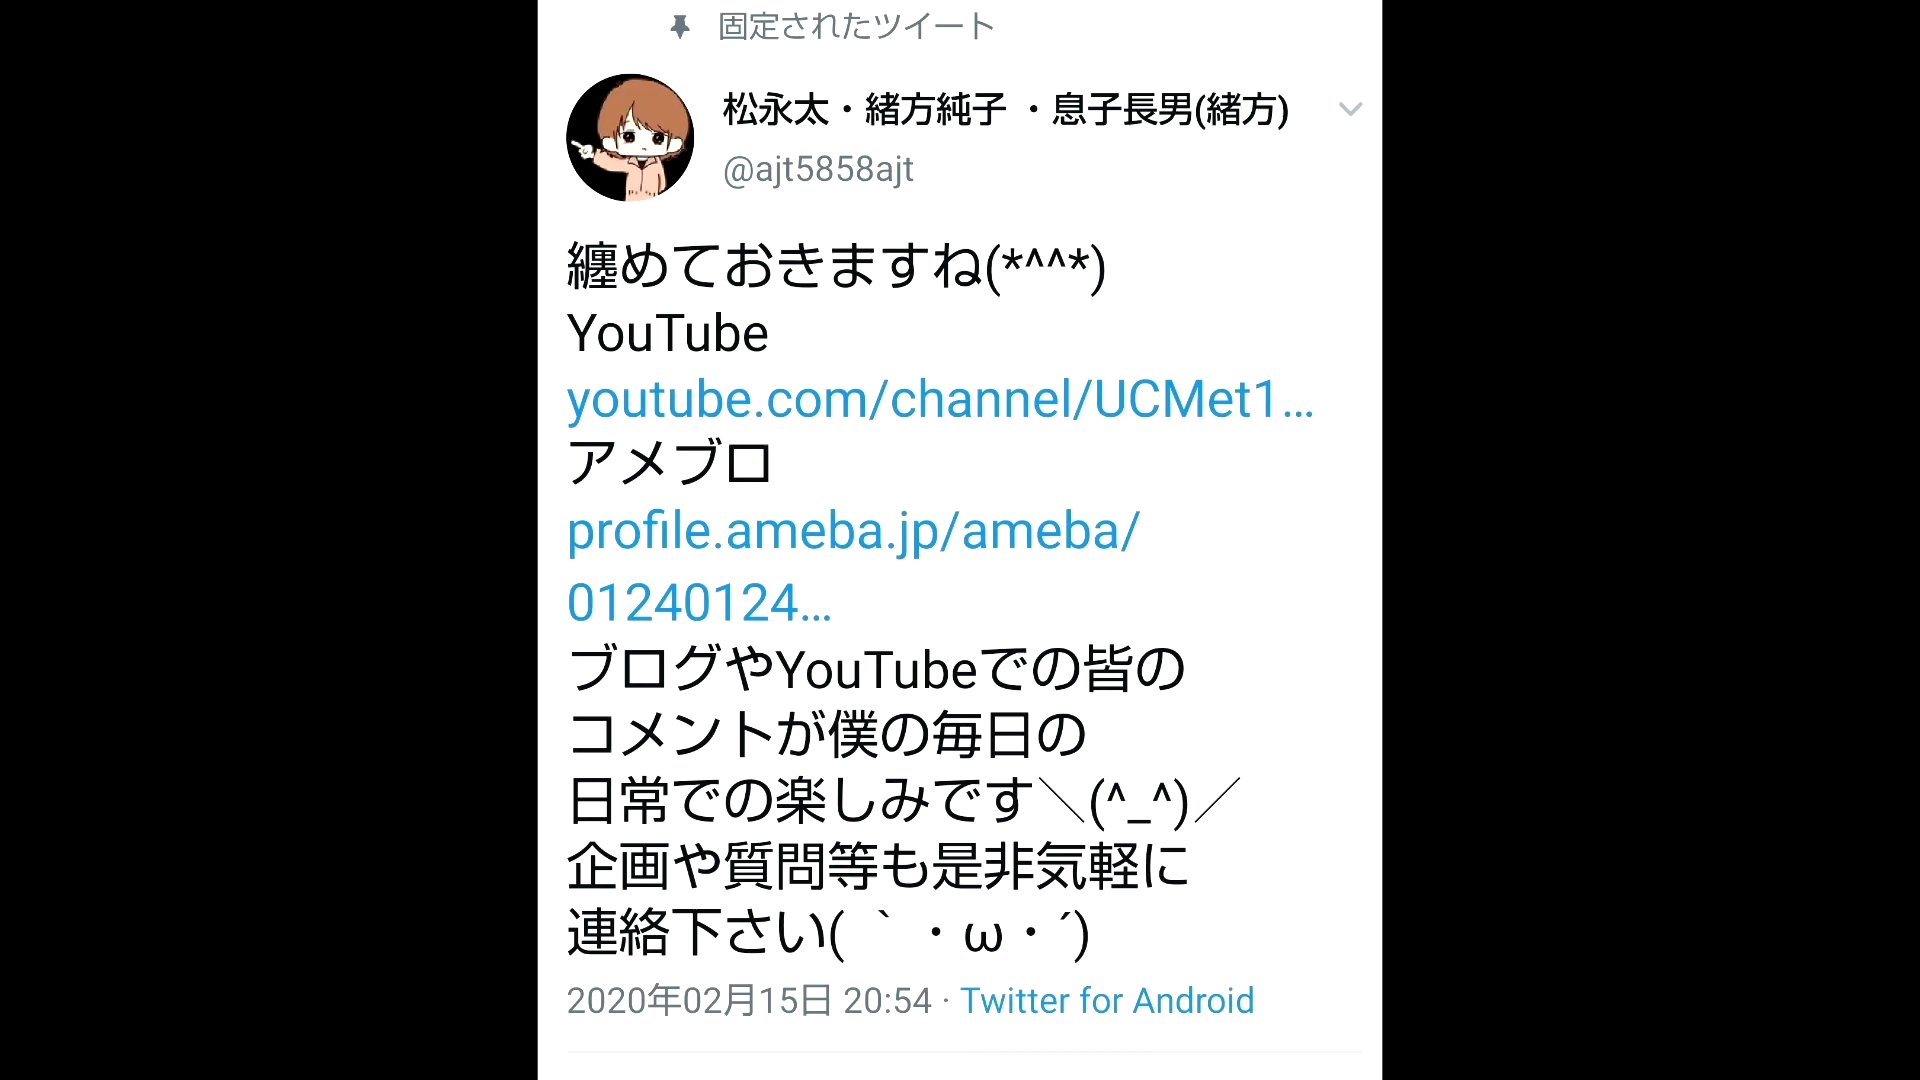 固定されたツイート
松永太・緒方純子 ・息子長男(緒方)
@ajt5858ajt
纏めておきますね(*^^*)
YouTube
youtube.com/channel/UCMet1…
アメブロ
profile.ameba.jp/ameba/
01240124…
ブログやYouTubeでの皆の
コメントが僕の毎日の
日常での楽しみです＼(^_^)／
企画や質問等も是非気軽に
連絡下さい( ｀・ω・´)
2020年02月15日 20:54 · Twitter for Android